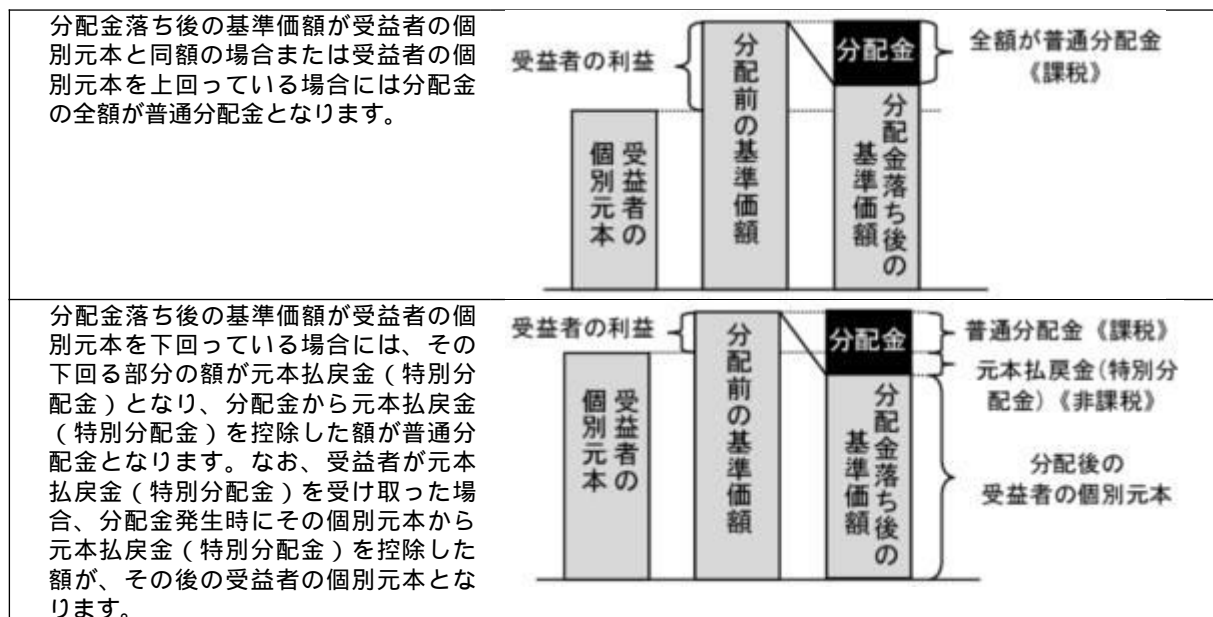 分配金落ち後の基準価額が受益者の個
別元本と同額の場合または受益者の個
別元本を上回っている場合には分配金
の全額が普通分配金となります。
受益者の利益
受益者の
個別元本
分配前の基準価額
分配金
分配金落ち後の
基準価額
全額が普通分配金
《課税》
分配金落ち後の基準価額が受益者の個
別元本を下回っている場合には、その
下回る部分の額が元本払戻金(特別分
配金)となり、分配金から元本払戻金
(特別分配金)を控除した額が普通分
配金となります。なお、受益者が元本
払戻金(特別分配金)を受け取った場
合、分配金発生時にその個別元本から
元本払戻金(特別分配金)を控除した
額が、その後の受益者の個別元本とな
ります。
受益者の利益
受益者の
個別元本
分配前の基準価額
分配金
分配金落ち後の
基準価額
普通分配金《課税》
元本払戻金(特別分
配金)《非課税》
分配後の
受益者の個別元本